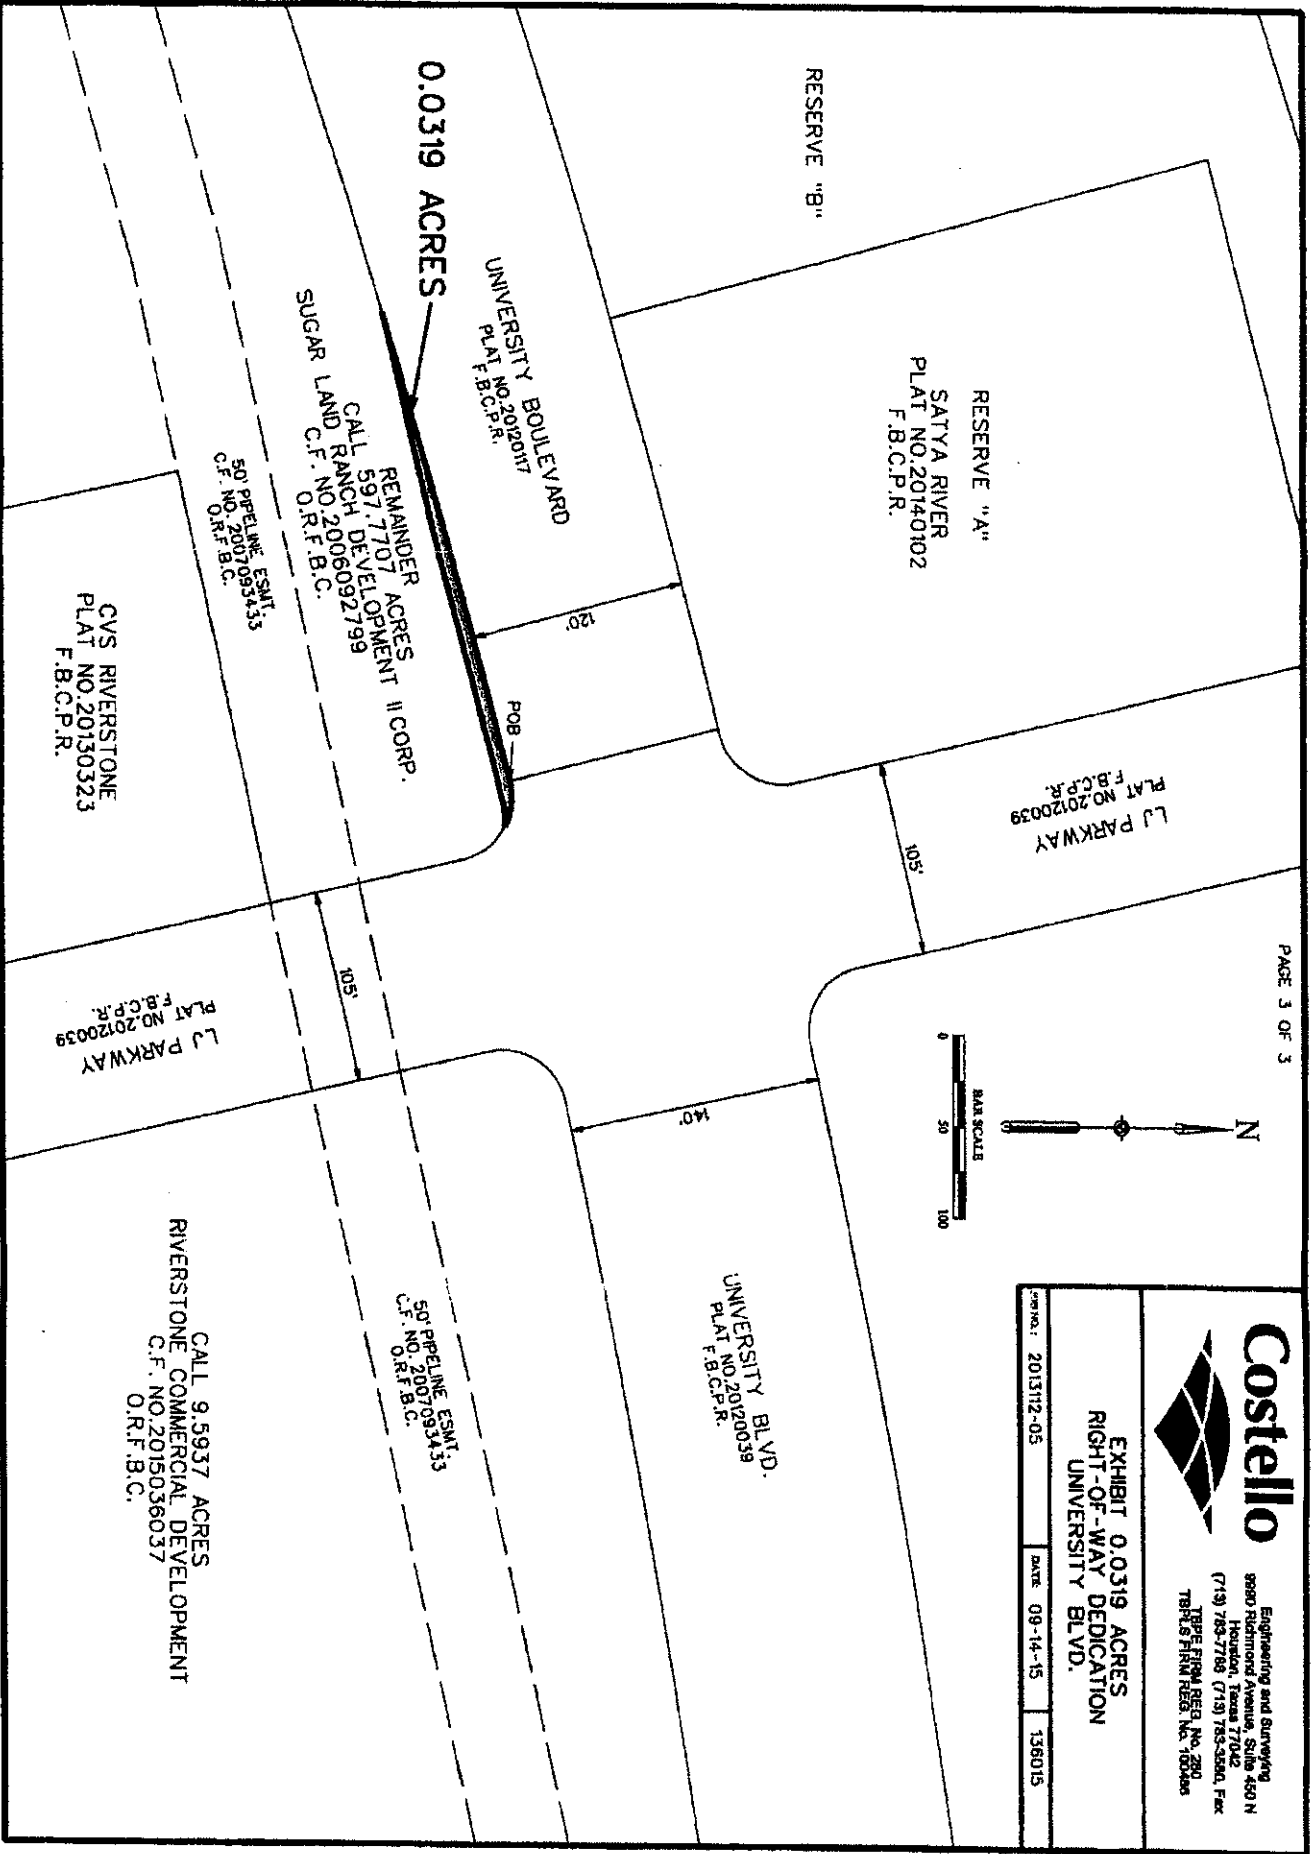 PAGE 3 OF 3
N
BAR SCALE
0 50 100
Costello
Engineering and Surveying
9990 Richmond Avenue, Suite 450 N
Houston, Texas 77042
(713) 783-7788 (713) 783-3580, Fax
TBPE FIRM REG. No. 280
TBPLS FIRM REG. No. 100486
EXHIBIT 0.0319 ACRES
RIGHT-OF-WAY DEDICATION
UNIVERSITY BLVD.
JOB NO.: 2013112-05
DATE: 09-14-15
136015
RESERVE "B"
RESERVE "A"
SATYA RIVER
PLAT NO.20140102
F.B.C.P.R.
LJ PARKWAY
PLAT NO.20120039
F.B.C.P.R.
105'
0.0319 ACRES
UNIVERSITY BOULEVARD
PLAT NO.20120117
F.B.C.P.R.
120'
POB
140'
UNIVERSITY BLVD.
PLAT NO.20120039
F.B.C.P.R.
REMAINDER
CALL 597.7707 ACRES
SUGAR LAND RANCH DEVELOPMENT II CORP.
C.F. NO.2006092799
O.R.F.B.C.
50' PIPELINE ESMT.
C.F. NO. 2007093433
O.R.F.B.C.
105'
50' PIPELINE ESMT.
C.F. NO. 2007093433
O.R.F.B.C.
CVS RIVERSTONE
PLAT NO.20130323
F.B.C.P.R.
LJ PARKWAY
PLAT NO.20120039
F.B.C.P.R.
CALL 9.5937 ACRES
RIVERSTONE COMMERCIAL DEVELOPMENT
C.F. NO.2015036037
O.R.F.B.C.